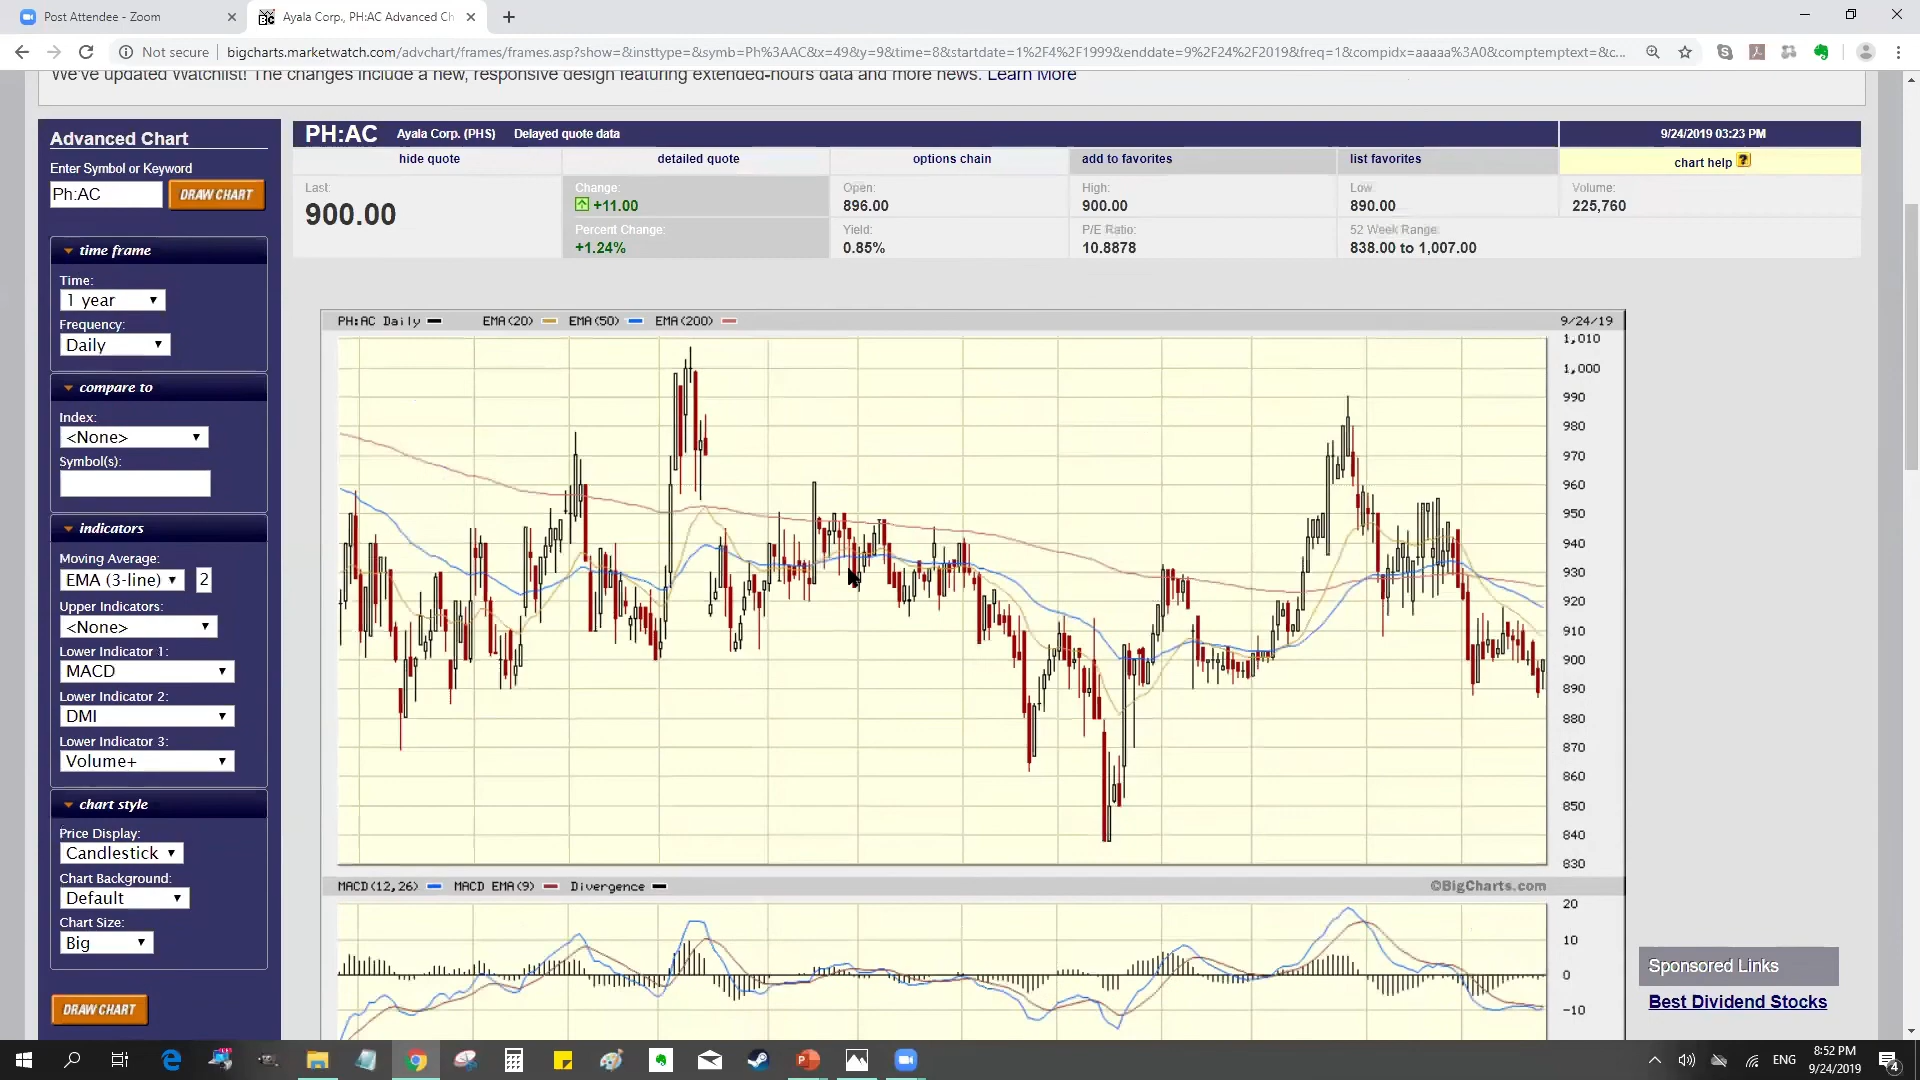 Post Attendee - Zoom
Ayala Corp., PH:AC Advanced Ch
Not secure
bigcharts.marketwatch.com/advchart/frames/frames.asp?show=&insttype=&symb=Ph%3AAC&x=49&y=9&time=8&startdate=1%2F4%2F1999&enddate=9%2F24%2F2019&freq=1&compidx=aaaaa%3A0&comptemptext=&c...
We've updated Watchlist! The changes include a new, responsive design featuring extended-hours data and more news. Learn More
Advanced Chart
Enter Symbol or Keyword
Ph:AC
DRAW CHART
time frame
Time:
1 year
Frequency:
Daily
compare to
Index:
<None>
Symbol(s):
indicators
Moving Average:
EMA (3-line) 2
Upper Indicators:
<None>
Lower Indicator 1:
MACD
Lower Indicator 2:
DMI
Lower Indicator 3:
Volume+
chart style
Price Display:
Candlestick
Chart Background:
Default
Chart Size:
Big
DRAW CHART
PH:AC Ayala Corp. (PHS) Delayed quote data 9/24/2019 03:23 PM
hide quote detailed quote options chain add to favorites list favorites chart help ?
Last: Change: Open: High: Low: Volume:
900.00 +11.00 896.00 900.00 890.00 225,760
Percent Change: Yield: P/E Ratio: 52 Week Range:
+1.24% 0.85% 10.8878 838.00 to 1,007.00
PH:AC Daily EMA(20) EMA(50) EMA(200) 9/24/19
1,010
1,000
990
980
970
960
950
940
930
920
910
900
890
880
870
860
850
840
830
MACD(12,26) MACD EMA(9) Divergence ©BigCharts.com
20
10
0
-10
Sponsored Links
Best Dividend Stocks
ENG
8:52 PM
9/24/2019
4